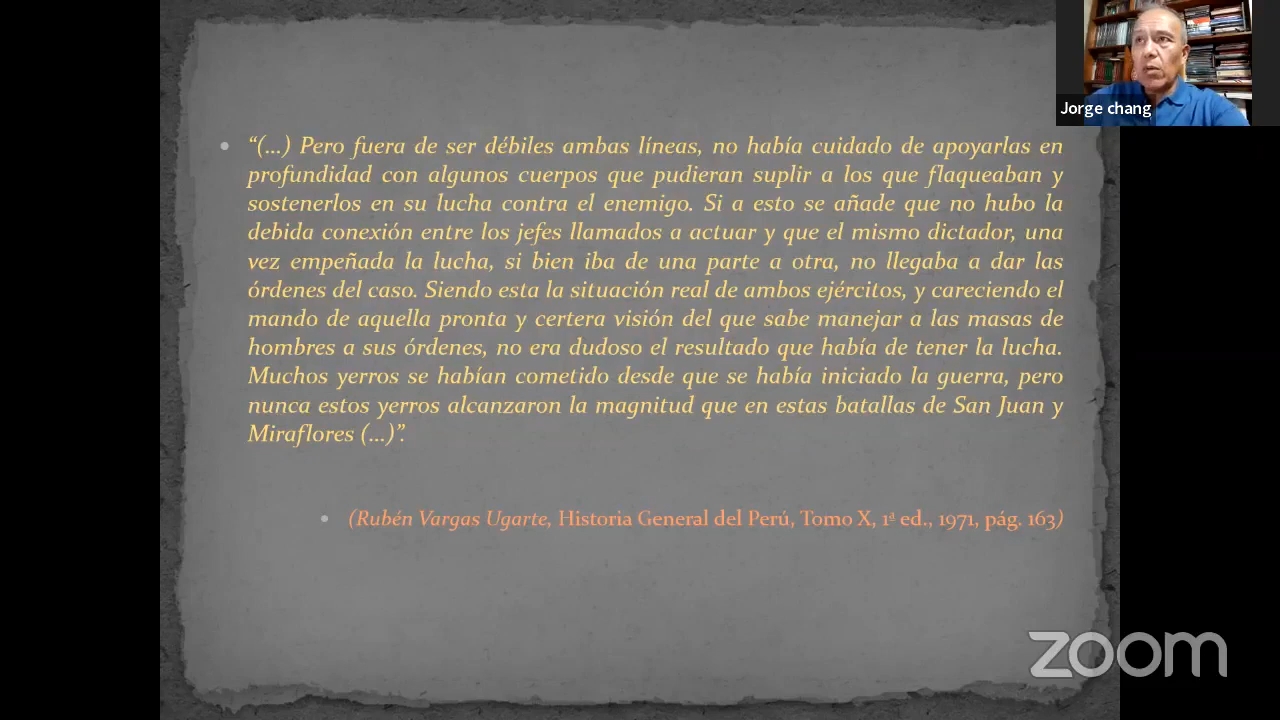 Jorge chang
• “(...) Pero fuera de ser débiles ambas líneas, no había cuidado de apoyarlas en
profundidad con algunos cuerpos que pudieran suplir a los que flaqueaban y
sostenerlos en su lucha contra el enemigo. Si a esto se añade que no hubo la
debida conexión entre los jefes llamados a actuar y que el mismo dictador, una
vez empeñada la lucha, si bien iba de una parte a otra, no llegaba a dar las
órdenes del caso. Siendo esta la situación real de ambos ejércitos, y careciendo el
mando de aquella pronta y certera visión del que sabe manejar a las masas de
hombres a sus órdenes, no era dudoso el resultado que había de tener la lucha.
Muchos yerros se habían cometido desde que se había iniciado la guerra, pero
nunca estos yerros alcanzaron la magnitud que en estas batallas de San Juan y
Miraflores (...)”.
• (Rubén Vargas Ugarte, Historia General del Perú, Tomo X, 1ª ed., 1971, pág. 163)
zoom